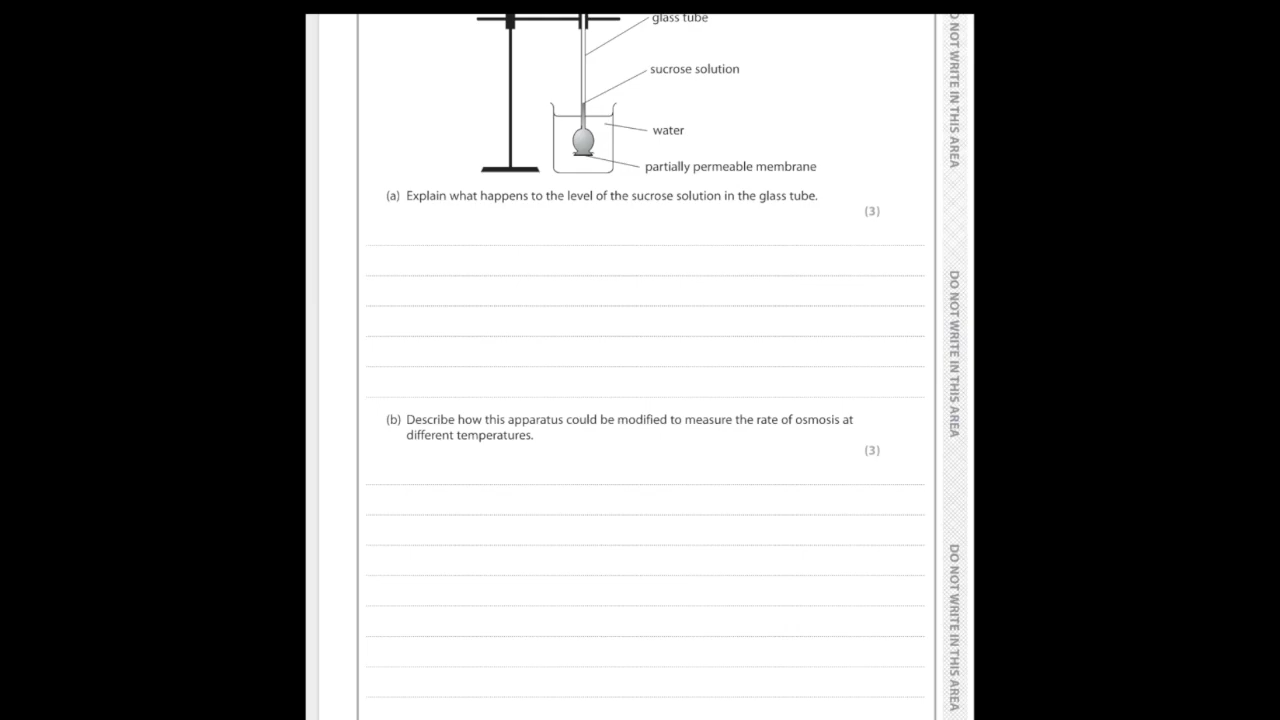 glass tube
sucrose solution
water
partially permeable membrane
(a) Explain what happens to the level of the sucrose solution in the glass tube.
(3)
(b) Describe how this apparatus could be modified to measure the rate of osmosis at
different temperatures.
(3)
DO NOT WRITE IN THIS AREA
DO NOT WRITE IN THIS AREA
DO NOT WRITE IN THIS AREA